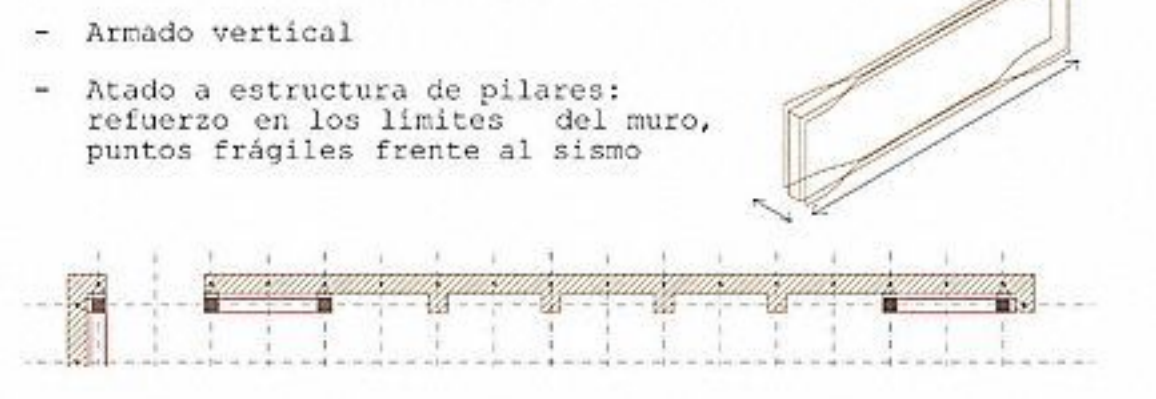 - Armado vertical
- Atado a estructura de pilares:
refuerzo en los límites del muro,
puntos frágiles frente al sismo